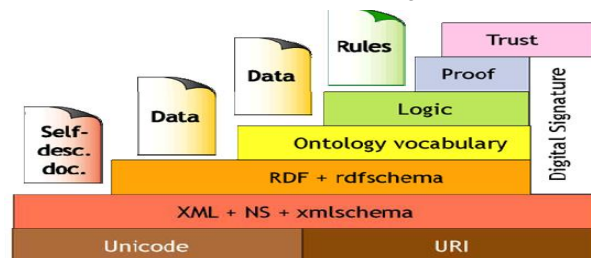 Trust
Rules
Proof
Data
Logic
Data
Self-
desc.
doc.
Ontology vocabulary
Digital Signature
RDF + rdfschema
XML + NS + xmlschema
Unicode
URI